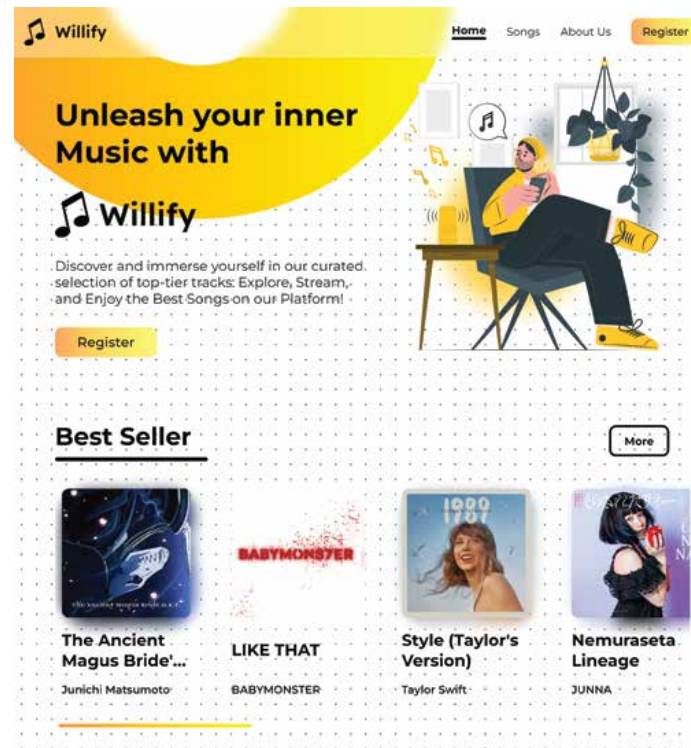 Willify
Home Songs About Us Register
Unleash your inner
Music with
Willify
Discover and immerse yourself in our curated
selection of top-tier tracks: Explore, Stream,
and Enjoy the Best Songs on our Platform!
Register
Best Seller
More
1989
BABYMONS7ER
The Ancient
Magus Bride'...
Junichi Matsumoto
LIKE THAT
BABYMONSTER
Style (Taylor's
Version)
Taylor Swift
Nemuraseta
Lineage
JUNNA